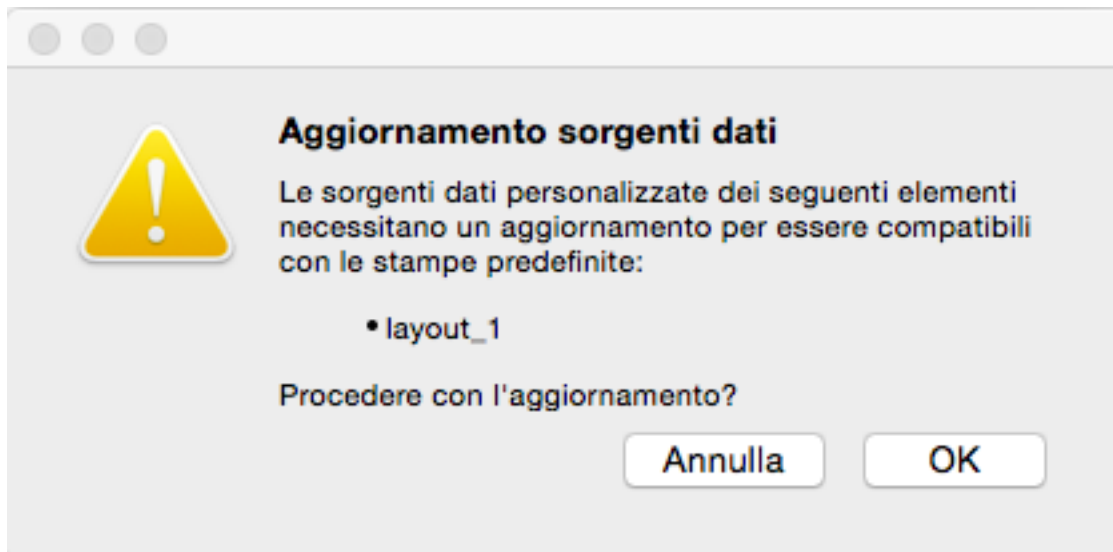 Aggiornamento sorgenti dati
Le sorgenti dati personalizzate dei seguenti elementi
necessitano un aggiornamento per essere compatibili
con le stampe predefinite:
• layout_1
Procedere con l'aggiornamento?
Annulla
OK